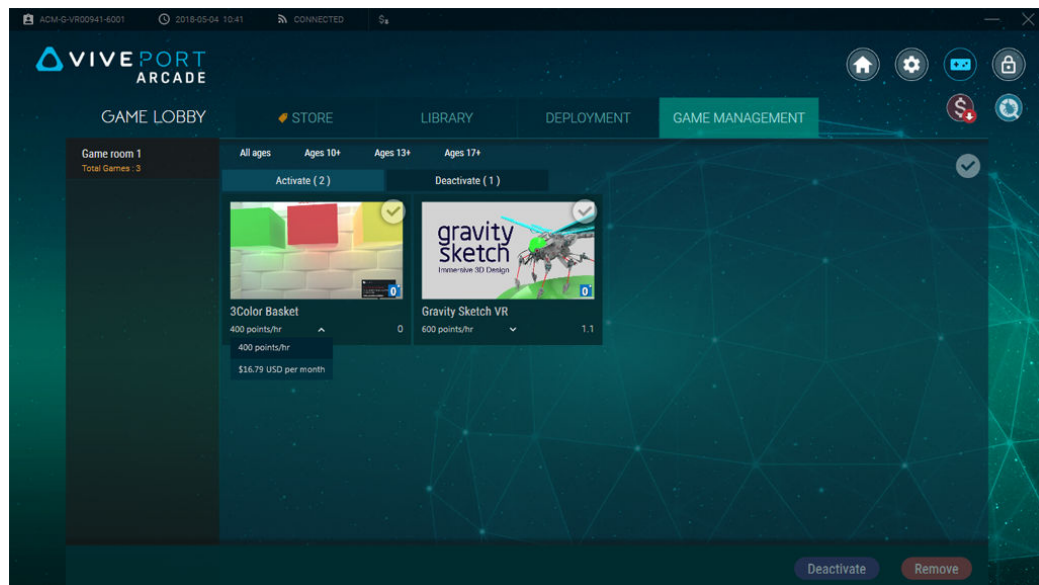 ACM-G-VR00941-6001 2018-05-04 10:41 CONNECTED
VIVEPORT
ARCADE
GAME LOBBY STORE LIBRARY DEPLOYMENT GAME MANAGEMENT
Game room 1
Total Games : 3
All ages Ages 10+ Ages 13+ Ages 17+
Activate ( 2 ) Deactivate ( 1 )
gravity
sketch
Immersive 3D Design
3Color Basket
400 points/hr 0
400 points/hr
$16.79 USD per month
Gravity Sketch VR
600 points/hr 1.1
Deactivate Remove